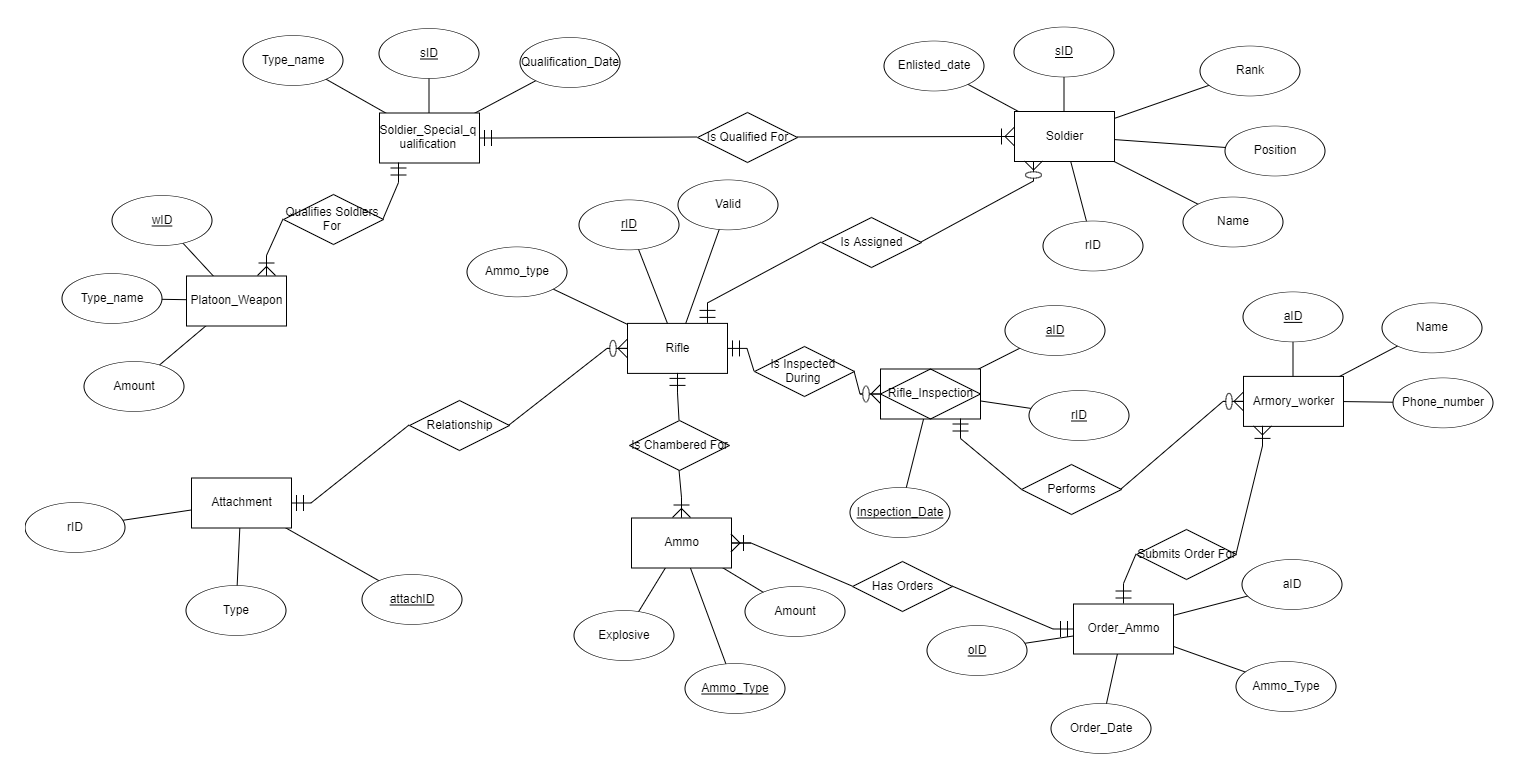 Type_name
sID
Qualification_Date
Enlisted_date
sID
Rank
Soldier_Special_q
ualification
Is Qualified For
Soldier
Position
wID
Qualifies Soldiers
For
rID
Valid
Is Assigned
rID
Name
Ammo_type
Type_name
Platoon_Weapon
aID
aID
Name
Rifle
Is Inspected
During
Amount
Rifle_Inspection
rID
Armory_worker
Phone_number
Relationship
Is Chambered For
Performs
Attachment
rID
Inspection_Date
Ammo
Submits Order For
Type
attachID
Has Orders
aID
Explosive
Amount
Order_Ammo
oID
Ammo_Type
Ammo_Type
Order_Date